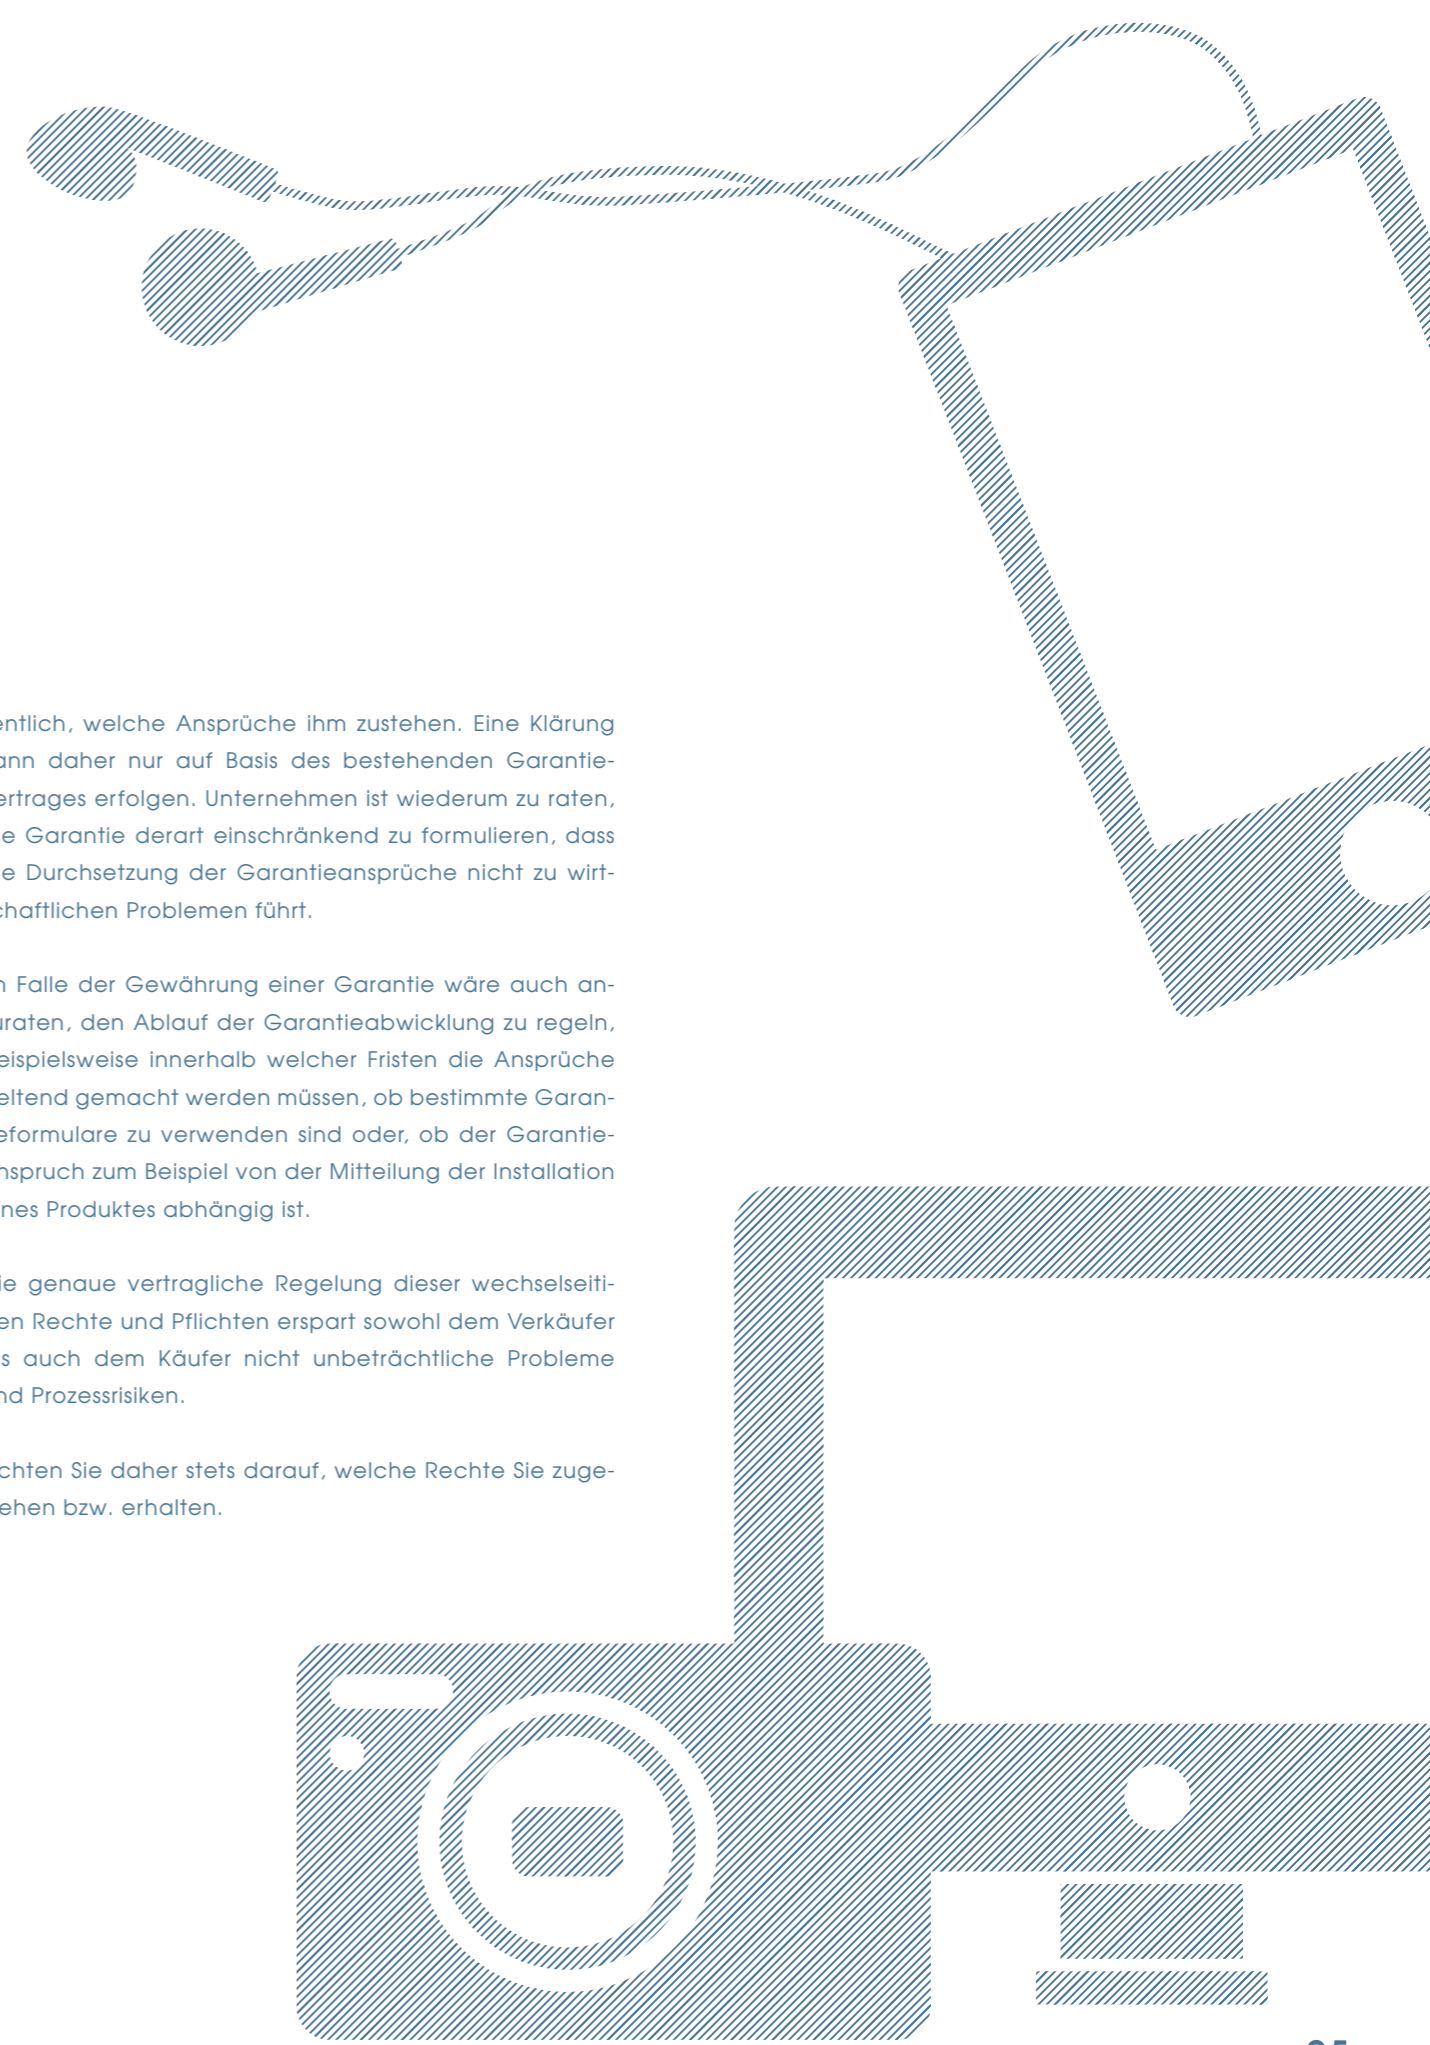 entlich, welche Ansprüche ihm zustehen. Eine Klärung
ann daher nur auf Basis des bestehenden Garantie-
ertrages erfolgen. Unternehmen ist wiederum zu raten,
e Garantie derart einschränkend zu formulieren, dass
e Durchsetzung der Garantieansprüche nicht zu wirt-
chaftlichen Problemen führt.
n Falle der Gewährung einer Garantie wäre auch an-
uraten, den Ablauf der Garantieabwicklung zu regeln,
eispielsweise innerhalb welcher Fristen die Ansprüche
eltend gemacht werden müssen, ob bestimmte Garan-
eformulare zu verwenden sind oder, ob der Garantie-
nspruch zum Beispiel von der Mitteilung der Installation
nes Produktes abhängig ist.
ie genaue vertragliche Regelung dieser wechselseiti-
en Rechte und Pflichten erspart sowohl dem Verkäufer
s auch dem Käufer nicht unbeträchtliche Probleme
nd Prozessrisiken.
chten Sie daher stets darauf, welche Rechte Sie zuge-
ehen bzw. erhalten.